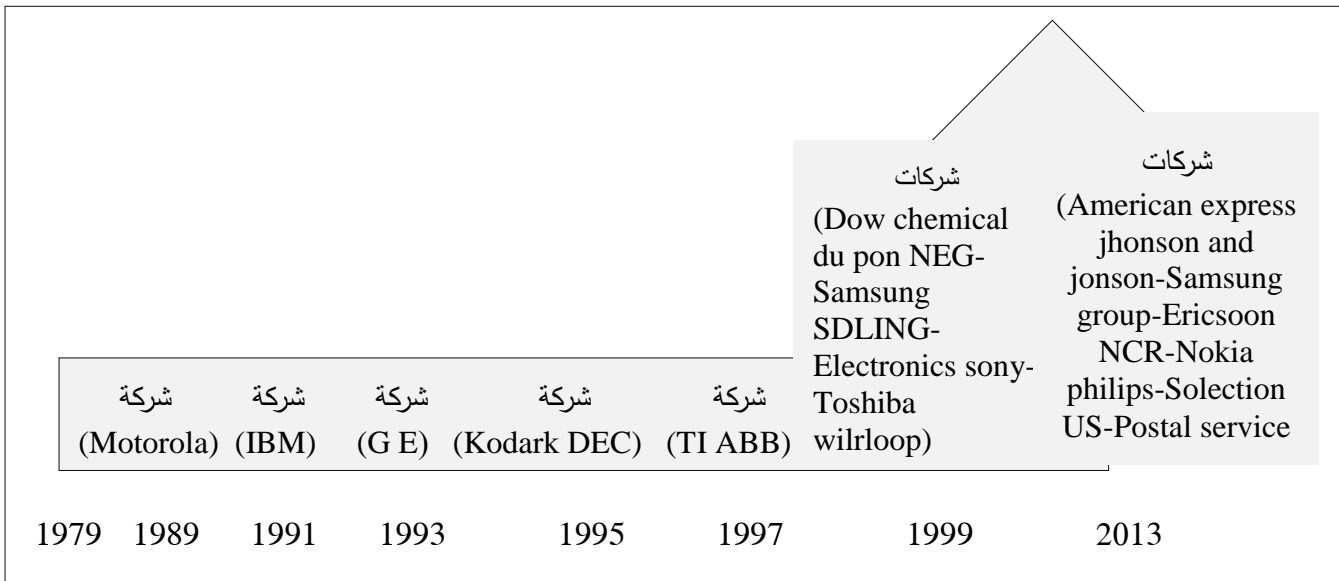 شركة
(Motorola)
شركة
(IBM)
شركة
(G E)
شركة
(Kodark DEC)
شركة
(TI ABB)
شركات
(Dow chemical
du pon NEG-
Samsung
SDLING-
Electronics sony-
Toshiba
wilrloop)
شركات
(American express
jhonson and
jonson-Samsung
group-Ericsoon
NCR-Nokia
philips-Solection
US-Postal service
1979 1989 1991 1993 1995 1997 1999 2013